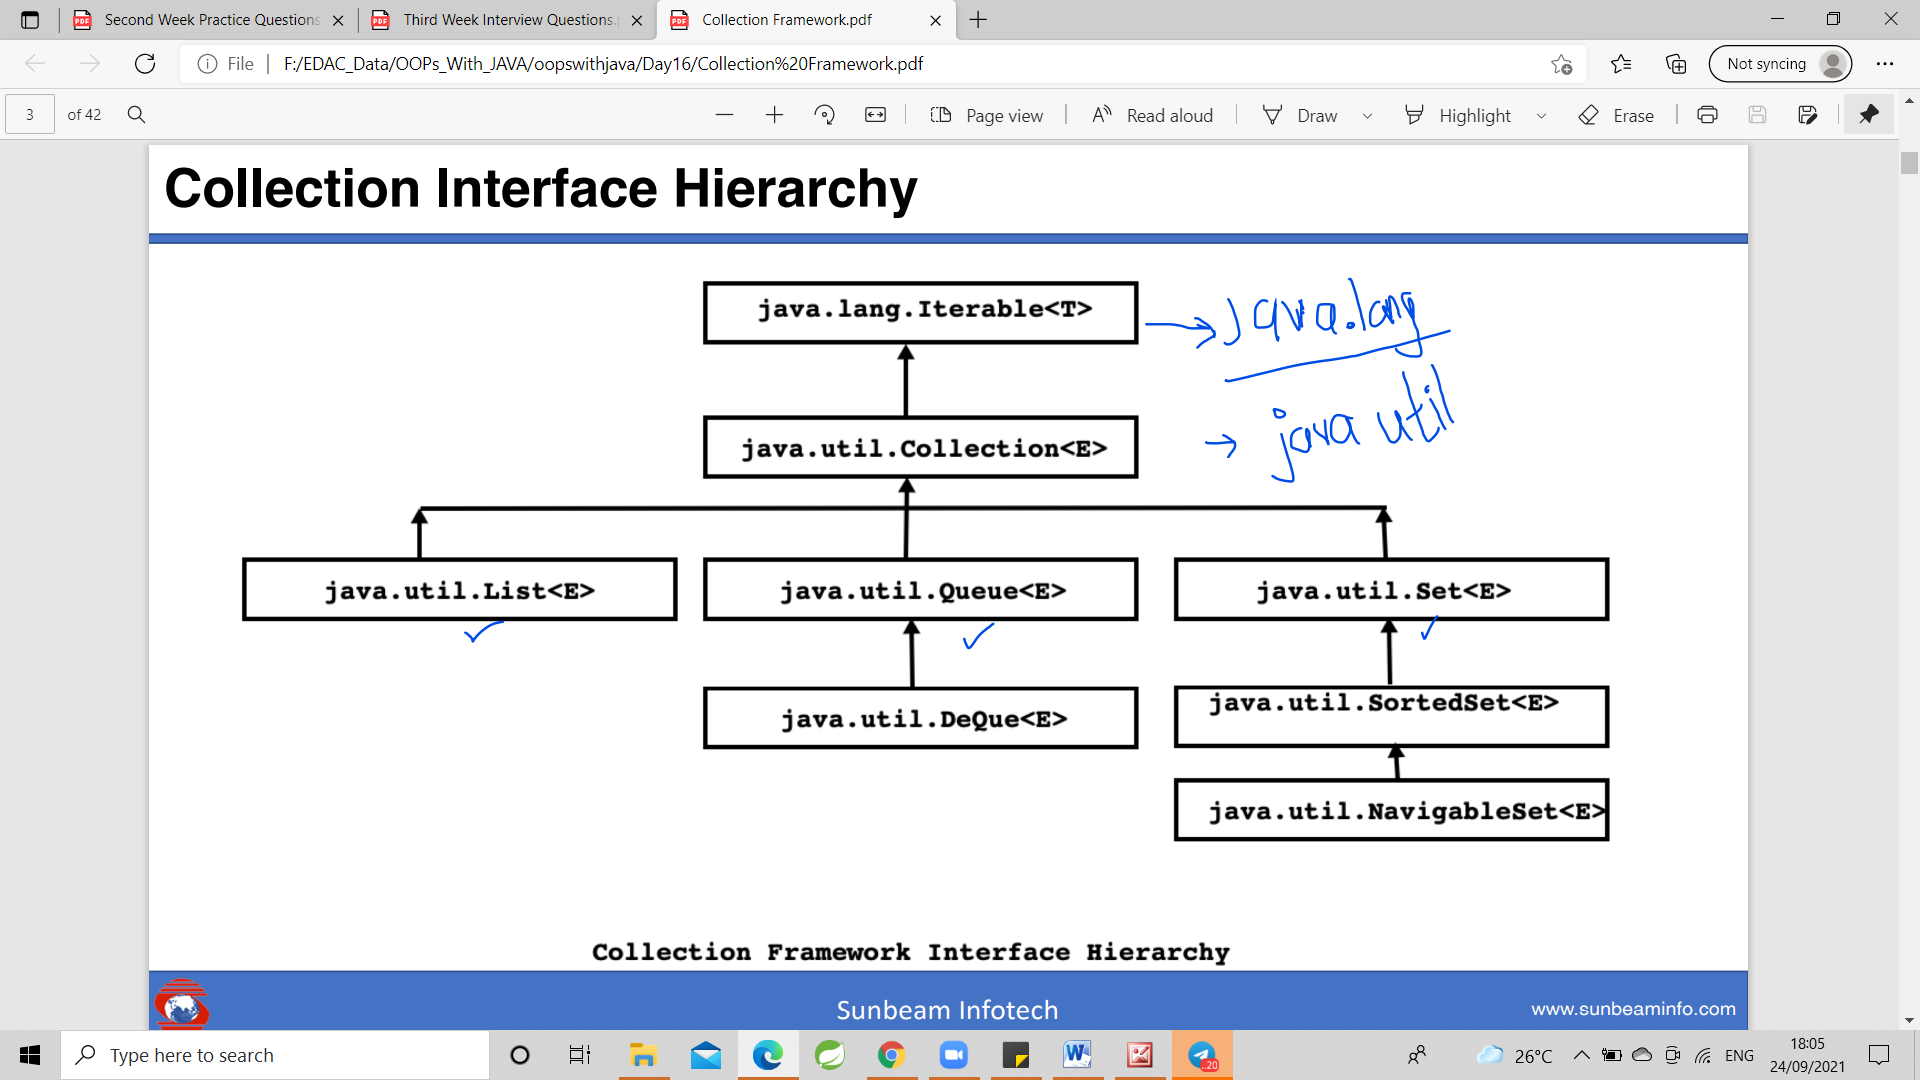 Second Week Practice Questions
Third Week Interview Questions.
Collection Framework.pdf
File
F:/EDAC_Data/OOPs_With_JAVA/oopswithjava/Day16/Collection%20Framework.pdf
Not syncing
3 of 42
Page view
Read aloud
Draw
Highlight
Erase
Collection Interface Hierarchy
java.lang.Iterable<T>
java.lang
java.util.Collection<E>
java util
java.util.List<E>
java.util.Queue<E>
java.util.Set<E>
java.util.DeQue<E>
java.util.SortedSet<E>
java.util.NavigableSet<E>
Collection Framework Interface Hierarchy
Sunbeam Infotech
www.sunbeaminfo.com
Type here to search
..20
26°C
ENG
18:05
24/09/2021